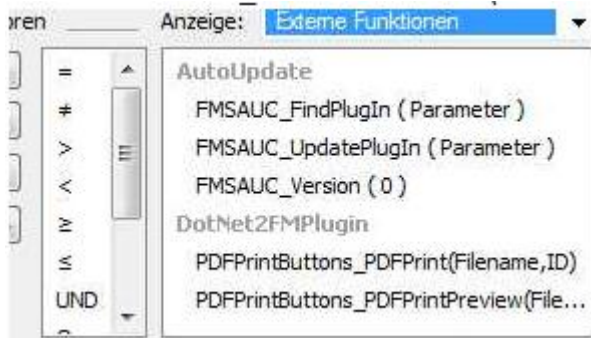 oren Anzeige: Externe Funktionen
=
≠
>
<
≥
≤
UND
AutoUpdate
FMSAUC_FindPlugIn ( Parameter )
FMSAUC_UpdatePlugIn ( Parameter )
FMSAUC_Version ( 0 )
DotNet2FMPlugin
PDFPrintButtons_PDFPrint(Filename,ID)
PDFPrintButtons_PDFPrintPreview(File...